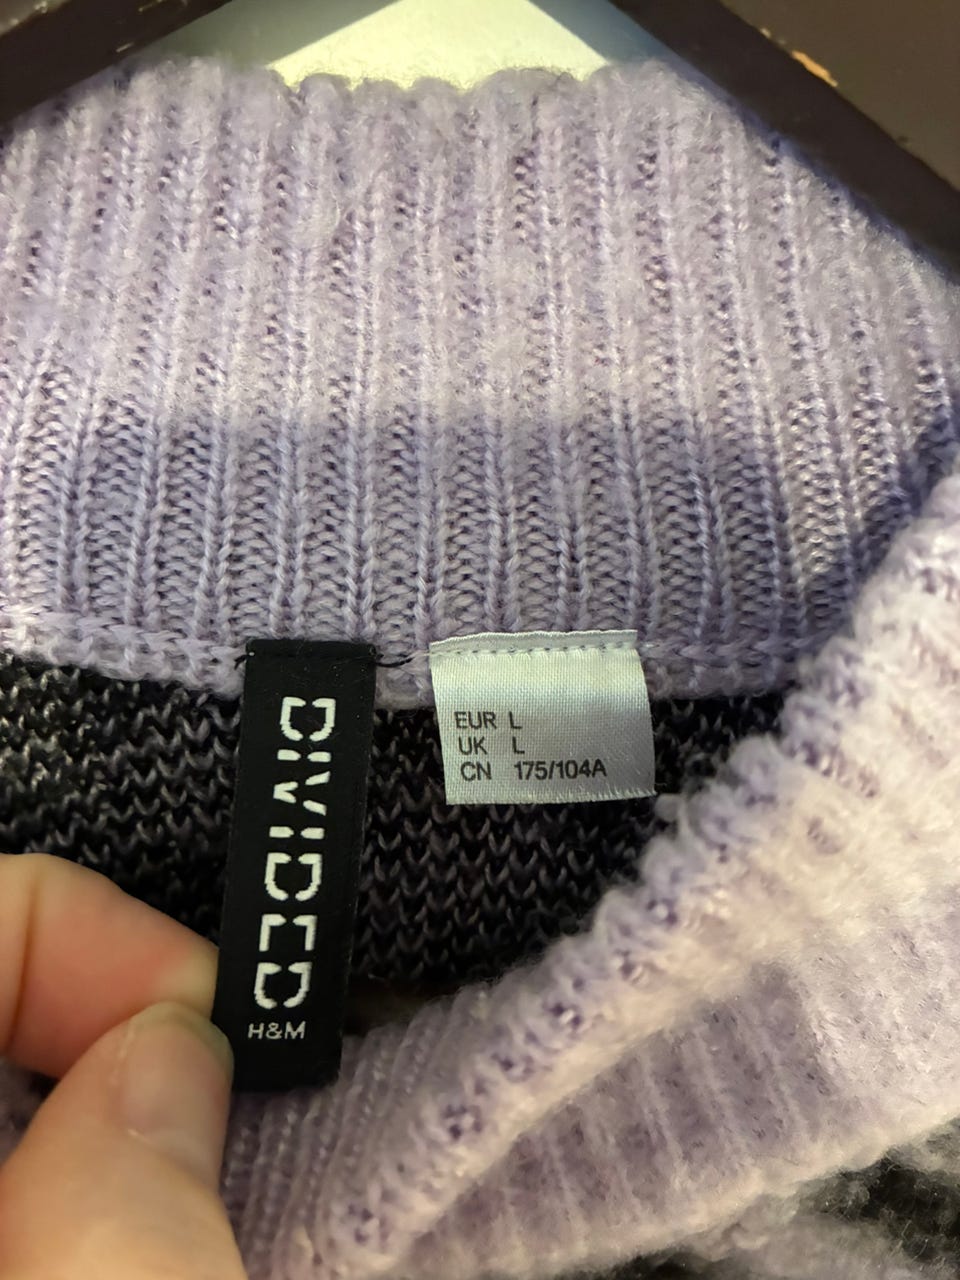 DIVIDED
H&M
EUR L
UK L
CN 175/104A